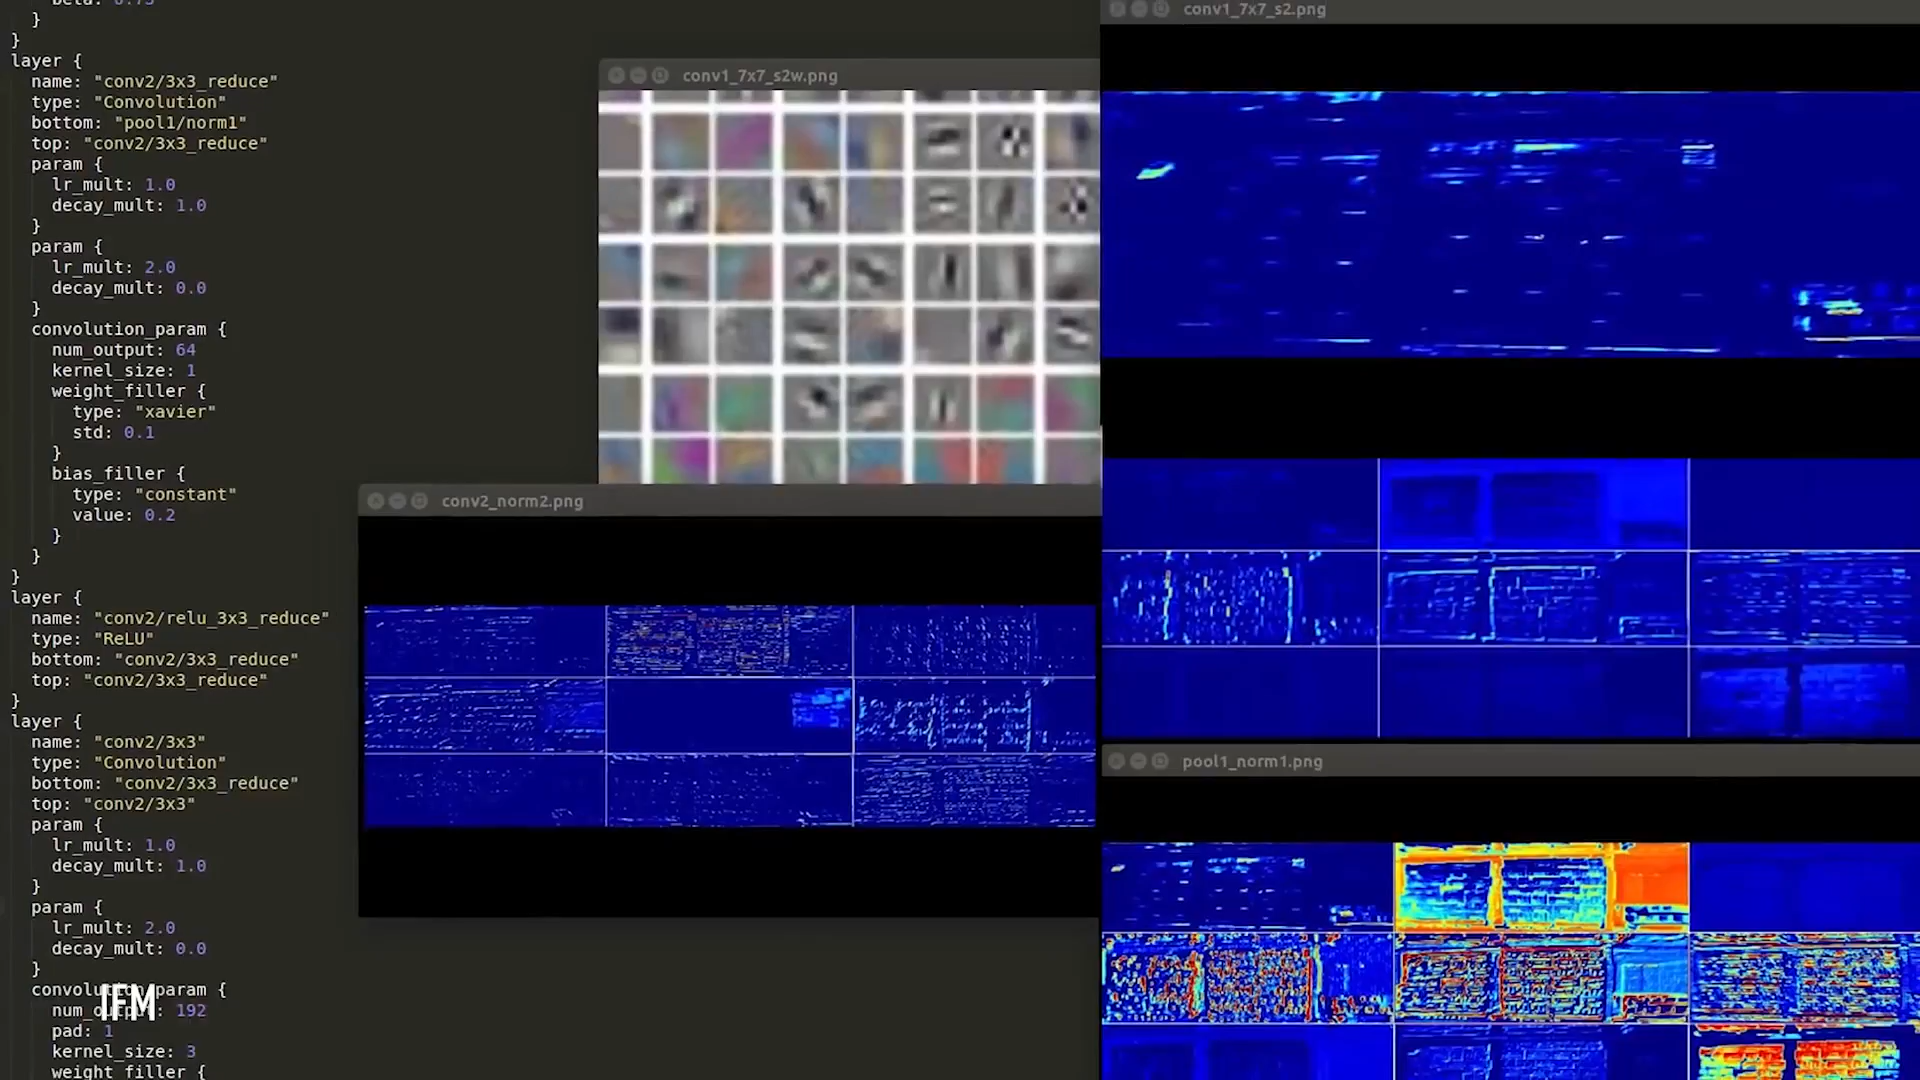 beta: 0.75
}
}
layer {
name: "conv2/3x3_reduce"
type: "Convolution"
bottom: "pool1/norm1"
top: "conv2/3x3_reduce"
param {
lr_mult: 1.0
decay_mult: 1.0
}
param {
lr_mult: 2.0
decay_mult: 0.0
}
convolution_param {
num_output: 64
kernel_size: 1
weight_filler {
type: "xavier"
std: 0.1
}
bias_filler {
type: "constant"
value: 0.2
}
}
}
layer {
name: "conv2/relu_3x3_reduce"
type: "ReLU"
bottom: "conv2/3x3_reduce"
top: "conv2/3x3_reduce"
}
layer {
name: "conv2/3x3"
type: "Convolution"
bottom: "conv2/3x3_reduce"
top: "conv2/3x3"
param {
lr_mult: 1.0
decay_mult: 1.0
}
param {
lr_mult: 2.0
decay_mult: 0.0
}
convolution_param {
num_output: 192
pad: 1
kernel_size: 3
weight_filler {
IFM
conv1_7x7_s2w.png
conv2_norm2.png
conv1_7x7_s2.png
pool1_norm1.png